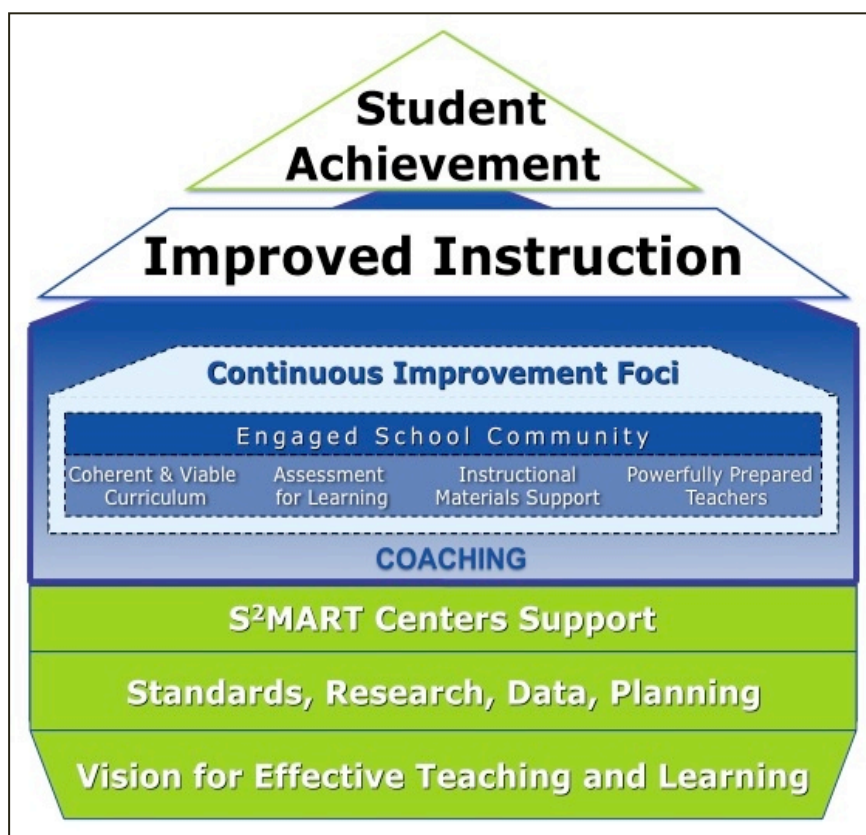 Student
Achievement
Improved Instruction
Continuous Improvement Foci
Engaged School Community
Coherent & Viable
Curriculum
Assessment
for Learning
Instructional
Materials Support
Powerfully Prepared
Teachers
COACHING
S²MART Centers Support
Standards, Research, Data, Planning
Vision for Effective Teaching and Learning